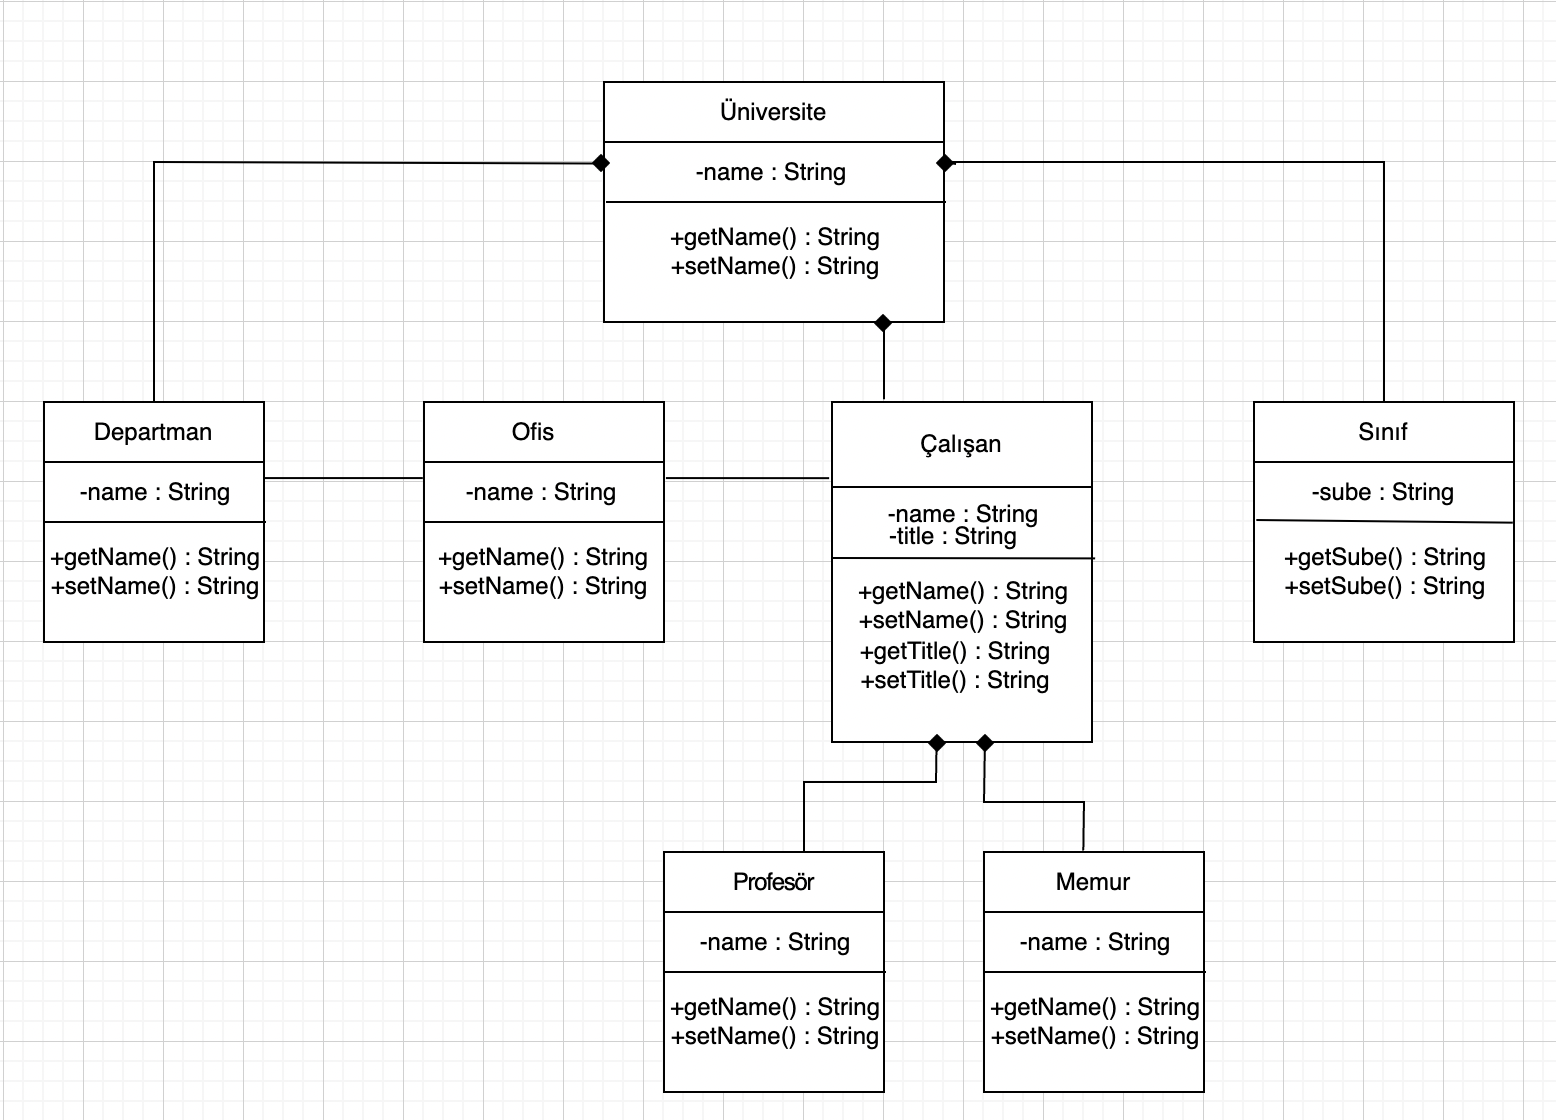 Üniversite
-name : String
+getName() : String
+setName() : String
Departman
-name : String
+getName() : String
+setName() : String
Ofis
-name : String
+getName() : String
+setName() : String
Çalışan
-name : String
-title : String
+getName() : String
+setName() : String
+getTitle() : String
+setTitle() : String
Sınıf
-sube : String
+getSube() : String
+setSube() : String
Profesör
-name : String
+getName() : String
+setName() : String
Memur
-name : String
+getName() : String
+setName() : String